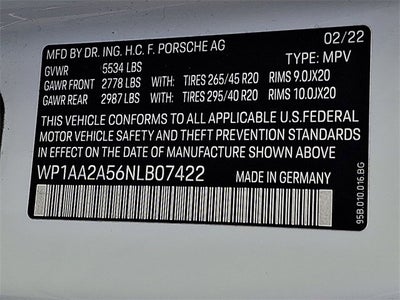 MFD BY DR. ING. H.C. F. PORSCHE AG 02/22
GVWR 5534 LBS TYPE: MPV
GAWR FRONT 2778 LBS WITH: TIRES 265/45 R20 RIMS 9.0JX20
GAWR REAR 2987 LBS WITH: TIRES 295/40 R20 RIMS 10.0JX20
THIS VEHICLE CONFORMS TO ALL APPLICABLE U.S. FEDERAL
MOTOR VEHICLE SAFETY AND THEFT PREVENTION STANDARDS
IN EFFECT ON THE DATE OF MANUFACTURE SHOWN ABOVE
WP1AA2A56NLB07422 MADE IN GERMANY
95B.010.016.BG